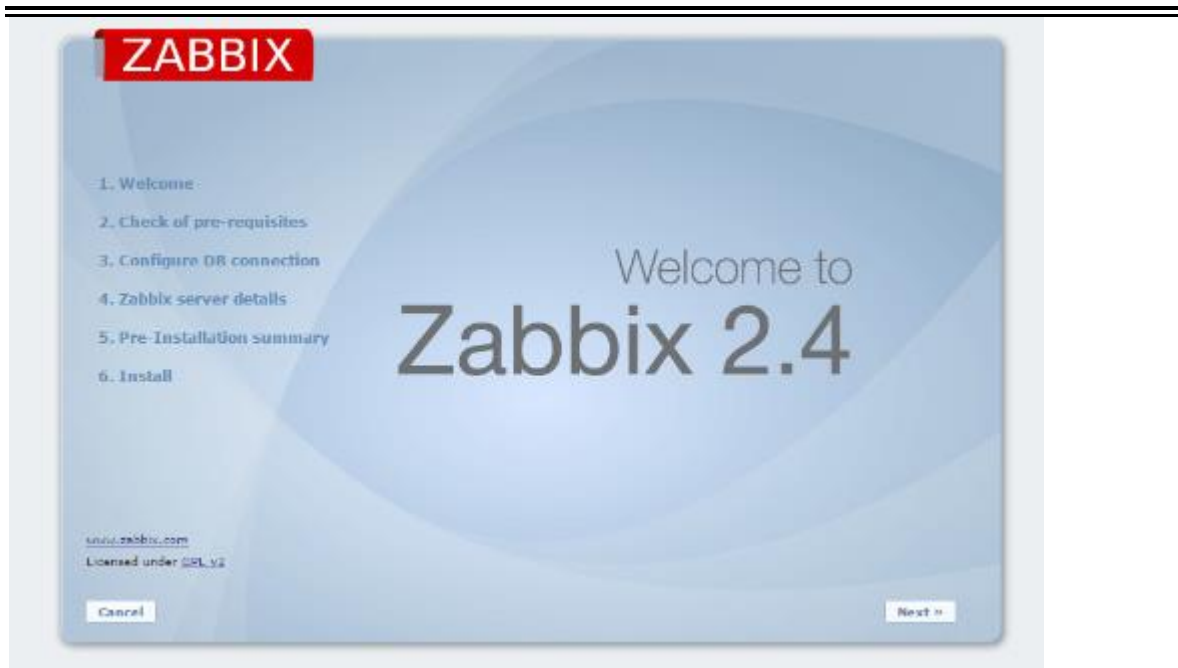 ZABBIX
1. Welcome
2. Check of pre-requisites
3. Configure DB connection
4. Zabbix server details
5. Pre-Installation summary
6. Install
Welcome to
Zabbix 2.4
www.zabbix.com
Licensed under GPL v2
Cancel
Next »